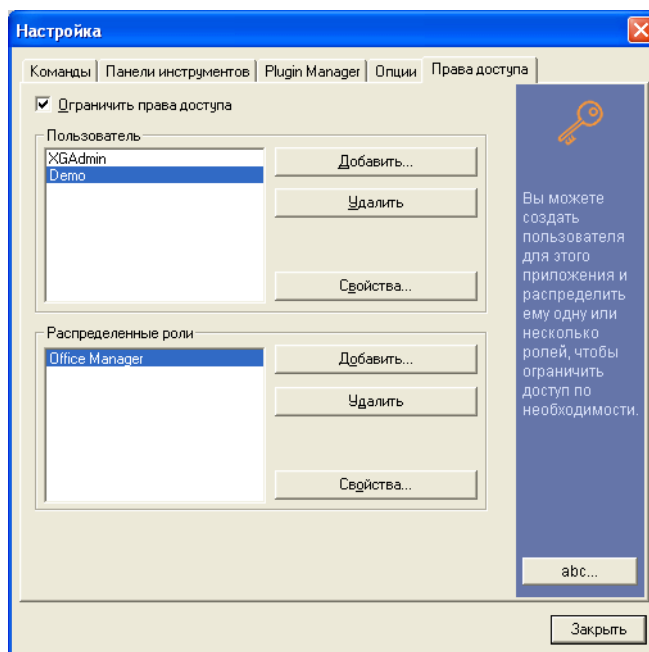 Настройка
Команды
Панели инструментов
Plugin Manager
Опции
Права доступа
Ограничить права доступа
Пользователь
XGAdmin
Demo
Добавить...
Удалить
Свойства...
Распределенные роли
Office Manager
Добавить...
Удалить
Свойства...
Вы можете
создать
пользователя
для этого
приложения и
распределить
ему одну или
несколько
ролей, чтобы
ограничить
доступ по
необходимости.
abc...
Закрыть